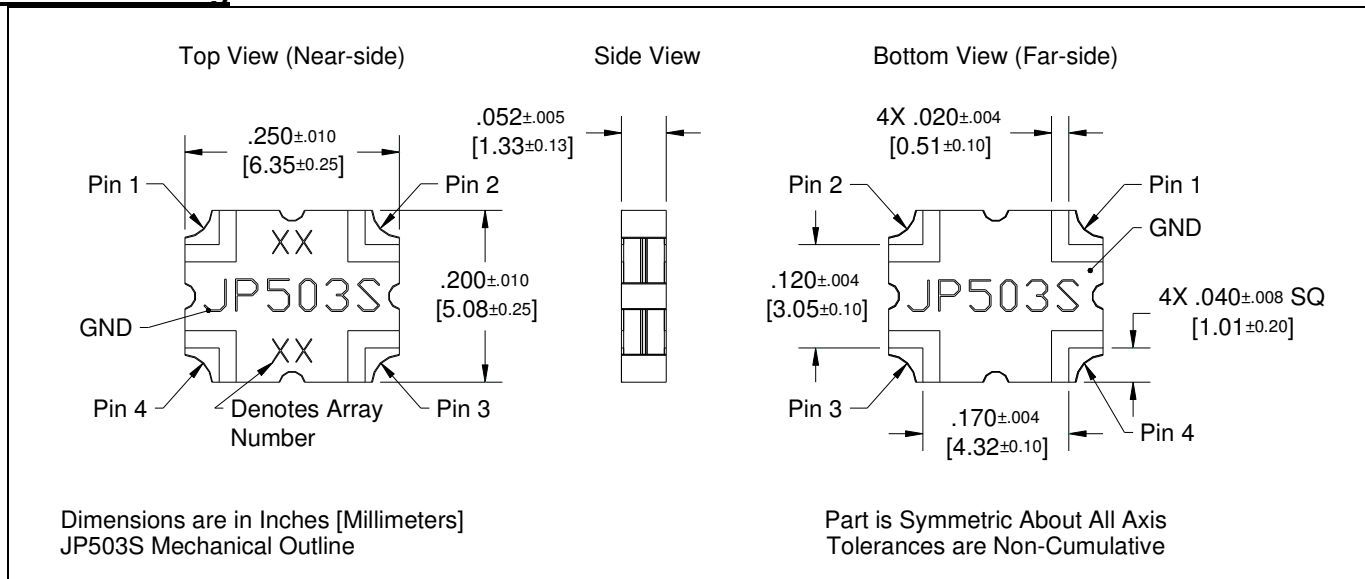 Top View (Near-side)
Side View
Bottom View (Far-side)
.250±.010
[6.35±0.25]
.052±.005
[1.33±0.13]
4X .020±.004
[0.51±0.10]
Pin 1
Pin 2
Pin 2
Pin 1
GND
XX
JP503S
XX
.200±.010
[5.08±0.25]
.120±.004
[3.05±0.10]
JP503S
4X .040±.008 SQ
[1.01±0.20]
GND
Pin 4
Denotes Array
Number
Pin 3
Pin 3
.170±.004
[4.32±0.10]
Pin 4
Dimensions are in Inches [Millimeters]
JP503S Mechanical Outline
Part is Symmetric About All Axis
Tolerances are Non-Cumulative